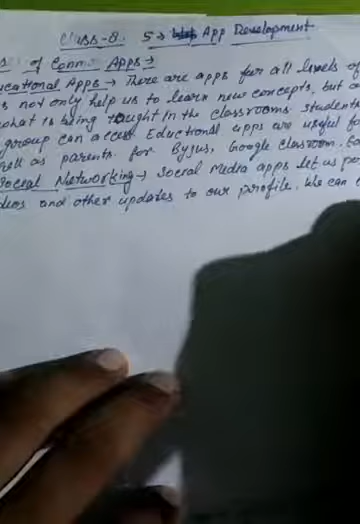 Class-8. 5> App Development
of Common Apps →
ucational Apps → There are apps for all levels of
s not only help us to learn new concepts, but a
what is being taught in the classrooms. students
group can access Eductional apps are useful fo
well as parents. for Byjus, Google Classroom.
Social Networking → Social Media apps let us po
deos and other updates to our profile. We can